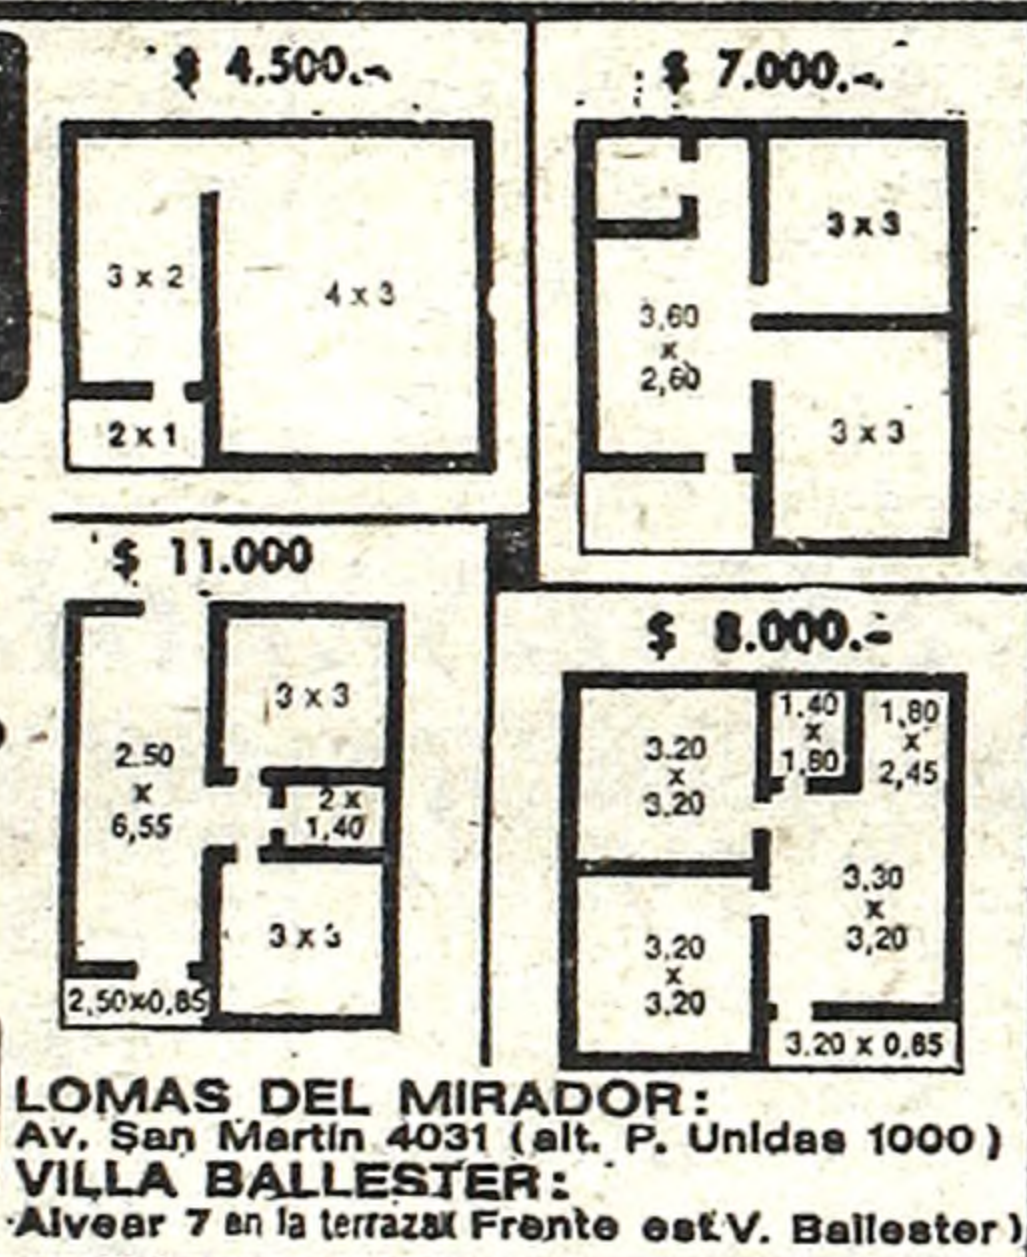 $ 4.500.-
3 x 2
4 x 3
2 x 1
$ 7.000.-
3 x 3
3,60
x
2,60
3 x 3
$ 11.000
3 x 3
2.50
x
6,55
2 x
1,40
3 x 3
2,50x0,85
$ 8.000.-
3.20
x
3.20
1.40
x
1,80
1,80
x
2,45
3.30
x
3,20
3.20
x
3.20
3.20 x 0,85
LOMAS DEL MIRADOR:
Av. San Martín 4031 (alt. P. Unidas 1000)
VILLA BALLESTER:
Alvear 7 en la terraza( Frente est.V. Ballester)